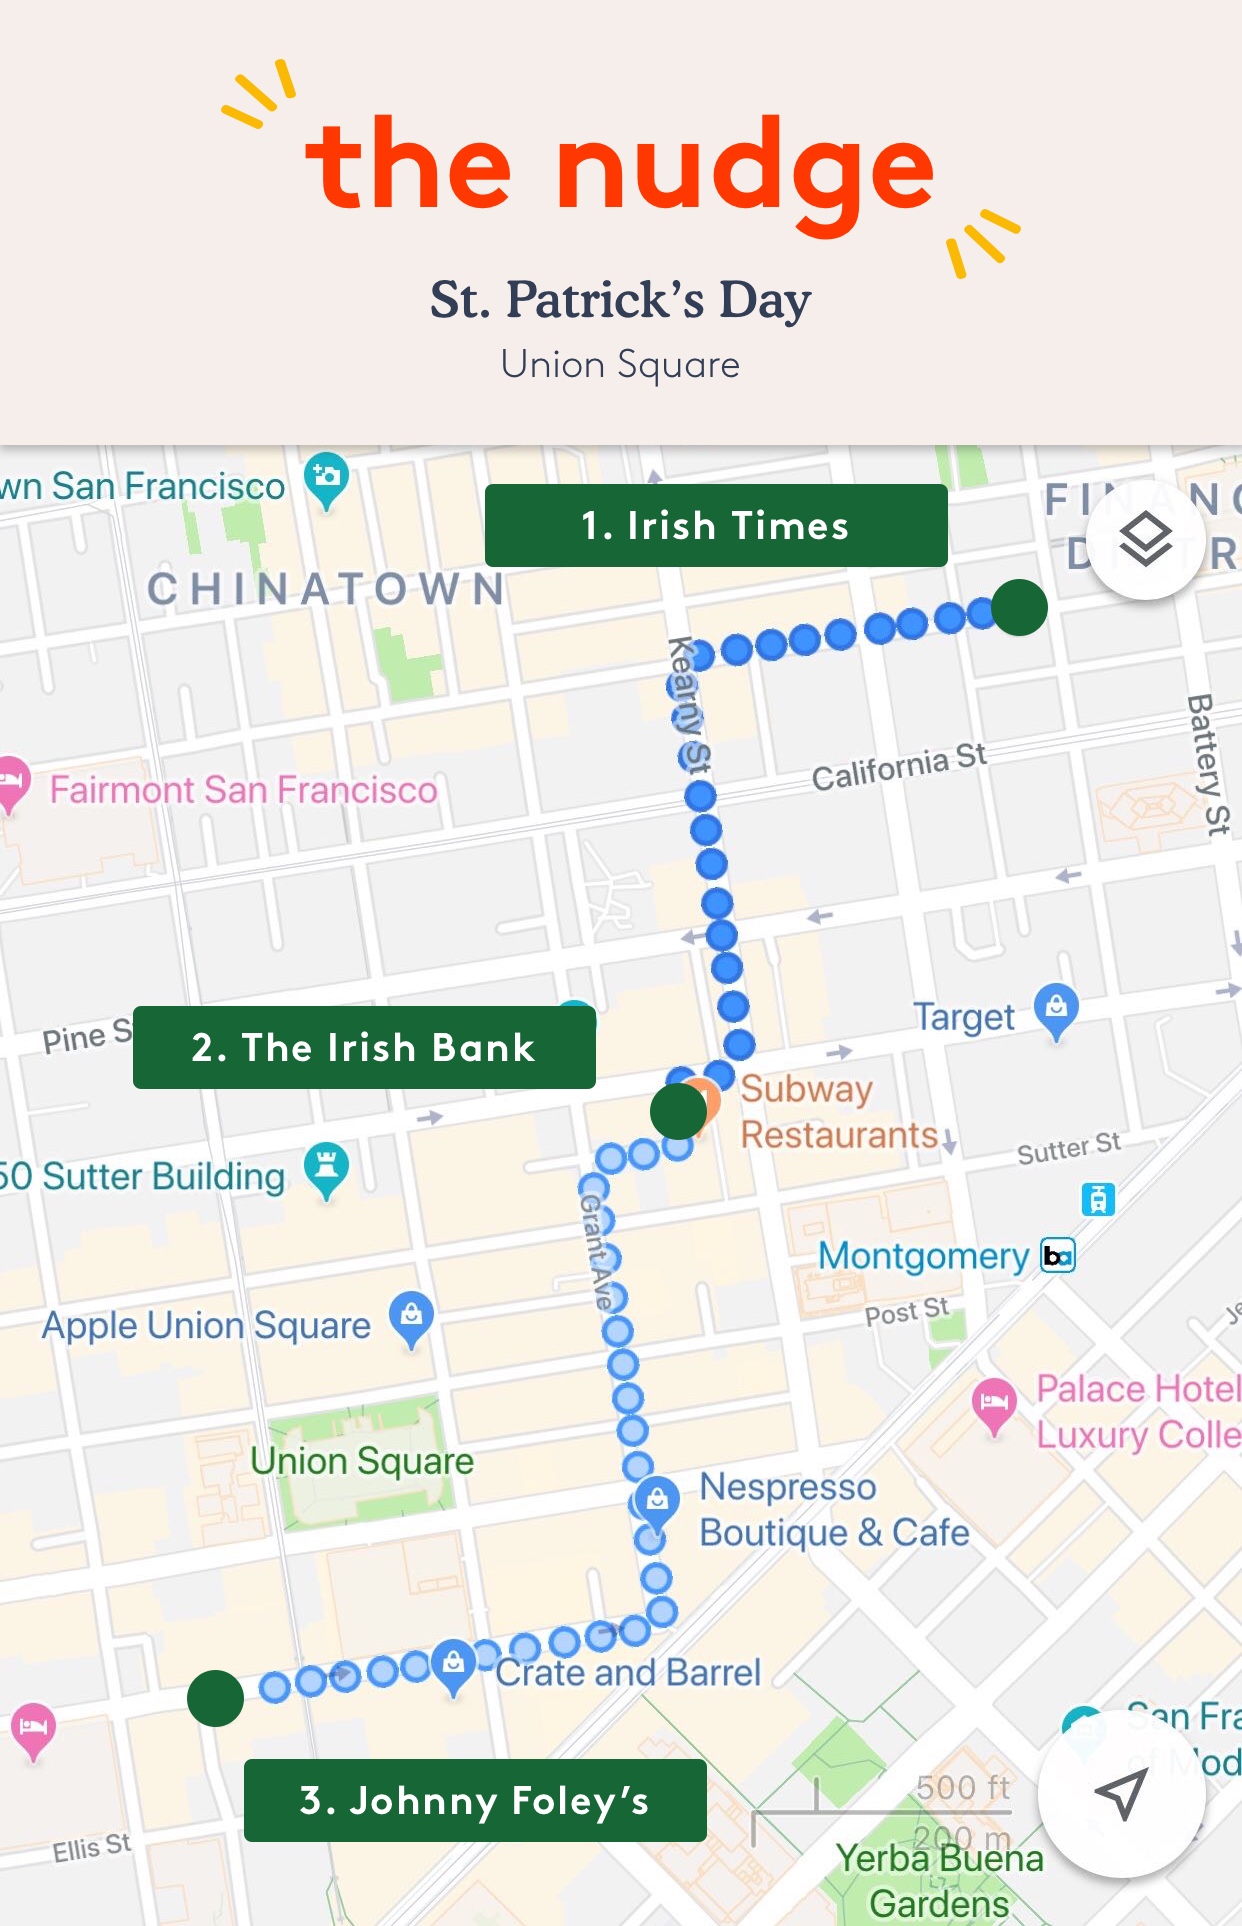 the nudge
St. Patrick's Day
Union Square
wn San Francisco
1. Irish Times
CHINATOWN
Kearny St
Battery St
California St
Fairmont San Francisco
Pine S
2. The Irish Bank
Target
Subway
Restaurants
Sutter St
50 Sutter Building
Grant Ave
Montgomery
ba
Post St
Apple Union Square
Palace Hotel
Luxury Colle
Union Square
Nespresso
Boutique & Cafe
Crate and Barrel
San Fra
of Mod
3. Johnny Foley's
500 ft
200 m
Ellis St
Yerba Buena
Gardens